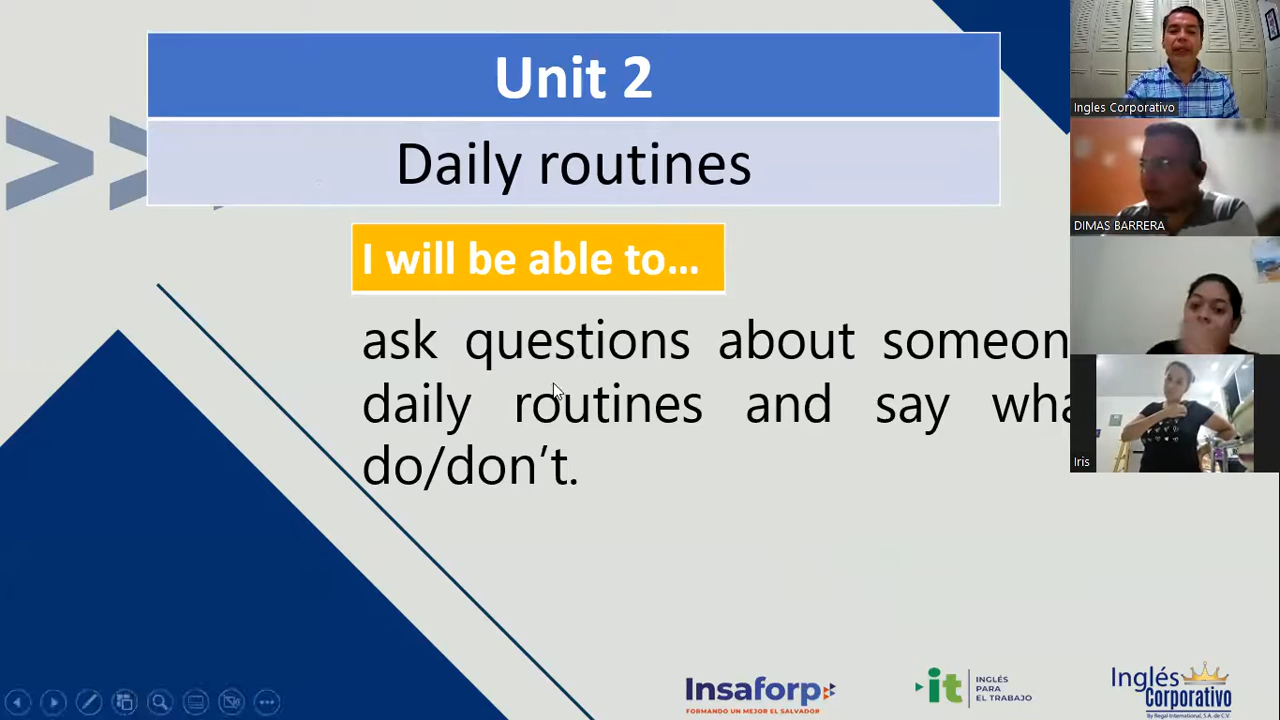 Unit 2
Daily routines
I will be able to...
ask questions about someon
daily routines and say wha
do/don't.
Ingles Corporativo
DIMAS BARRERA
Iris
Insaforp
FORMANDO UN MEJOR EL SALVADOR
it
INGLÉS
PARA
EL TRABAJO
Inglés
Corporativo
By Regal International, S.A. de C.V.